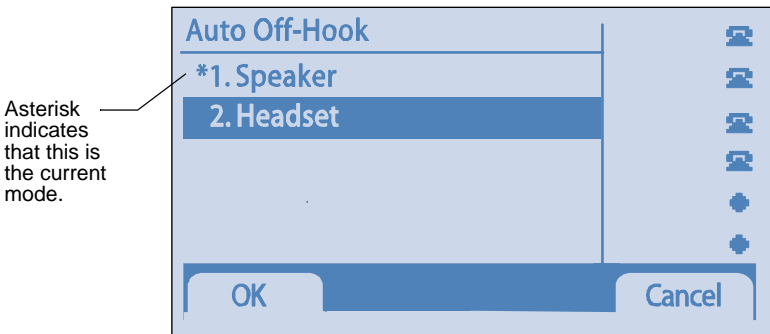 Auto Off-Hook
*1. Speaker
2. Headset
Asterisk
indicates
that this is
the current
mode.
OK
Cancel